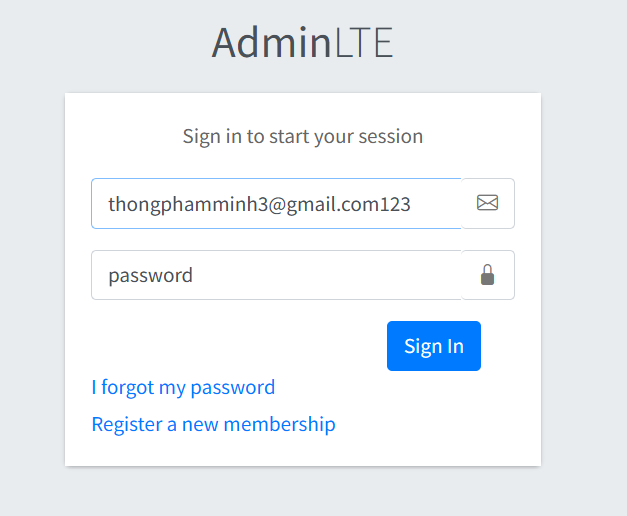 AdminLTE
Sign in to start your session
thongphamminh3@gmail.com123
password
Sign In
I forgot my password
Register a new membership